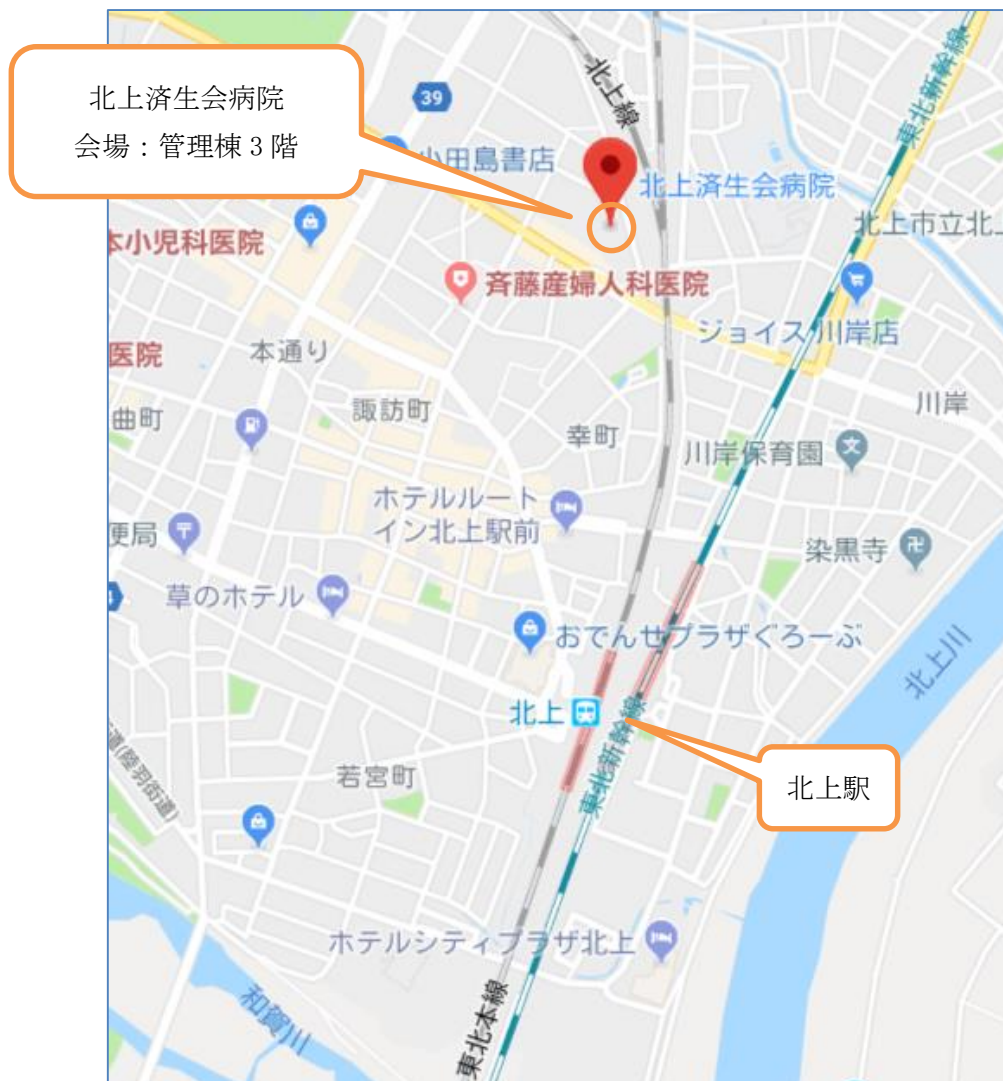 北上済生会病院
会場：管理棟３階
北上線
東北新幹線
39
小田島書店
北上済生会病院
北上市立北上
本小児科医院
斉藤産婦人科医院
ジョイス 川岸店
医院
本通り
川岸
曲町
諏訪町
幸町
川岸保育園
文
ホテルルート
イン北上駅前
便局
染黒寺
草のホテル
おでんせプラザぐろーぶ
北上川
北上
東北新幹線
北上駅
若宮町
道(陸羽街道)
ホテルシティプラザ北上
和賀川
東北本線